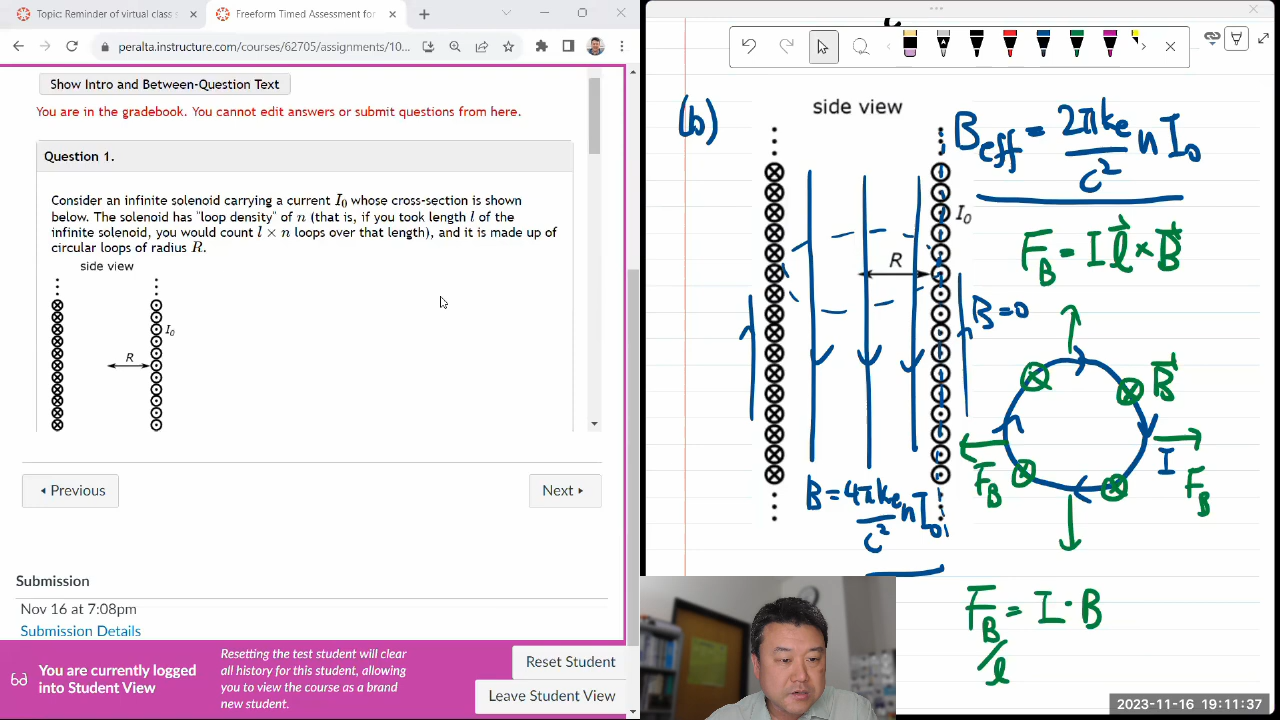 Topic Reminder of virtual class r
Freeform Timed Assessment for
peralta.instructure.com/courses/62705/assignments/10...
Show Intro and Between-Question Text
You are in the gradebook. You cannot edit answers or submit questions from here.
Question 1.
Consider an infinite solenoid carrying a current I₀ whose cross-section is shown
below. The solenoid has "loop density" of n (that is, if you took length l of the
infinite solenoid, you would count l × n loops over that length), and it is made up of
circular loops of radius R.
side view
I₀
R
Previous
Next
Submission
Nov 16 at 7:08pm
Submission Details
You are currently logged
into Student View
Resetting the test student will clear
all history for this student, allowing
you to view the course as a brand
new student.
Reset Student
Leave Student View
(b)
side view
B_eff = 2πk_e/c² n I₀
I₀
F_B = I l⃗ × B⃗
R
B=0
B⃗
I
F_B
F_B
B = 4πk_e/c² n I₀
F_B/l = I · B
2023-11-16 19:11:37